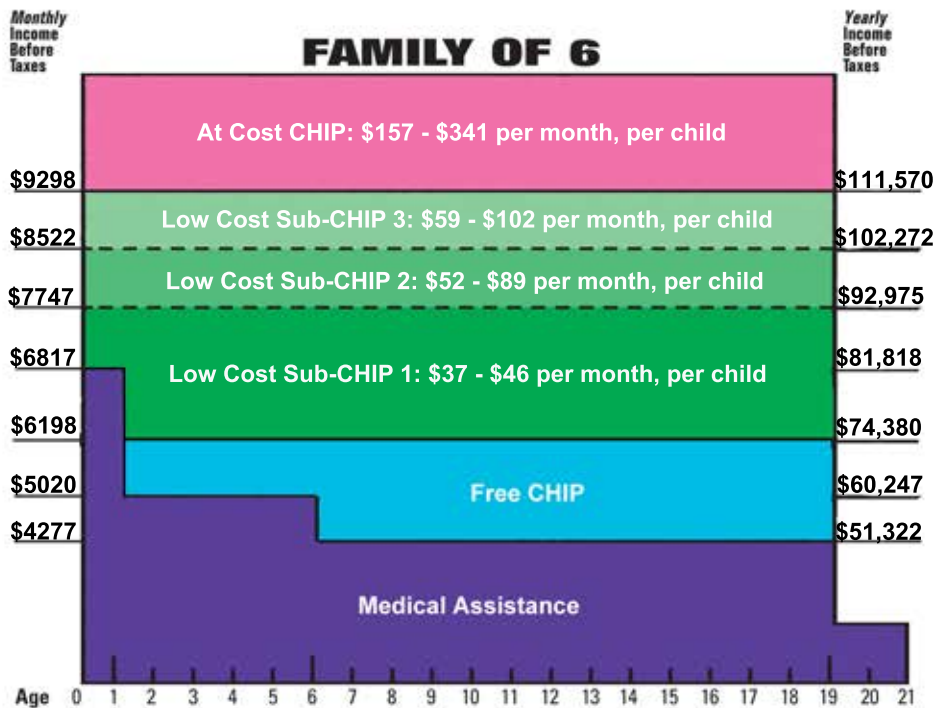 Monthly
Income
Before
Taxes
FAMILY OF 6
Yearly
Income
Before
Taxes
At Cost CHIP: $157 - $341 per month, per child
$9298
$111,570
Low Cost Sub-CHIP 3: $59 - $102 per month, per child
$8522
$102,272
Low Cost Sub-CHIP 2: $52 - $89 per month, per child
$7747
$92,975
$6817
$81,818
Low Cost Sub-CHIP 1: $37 - $46 per month, per child
$6198
$74,380
$5020
$60,247
Free CHIP
$4277
$51,322
Medical Assistance
Age 0 1 2 3 4 5 6 7 8 9 10 11 12 13 14 15 16 17 18 19 20 21